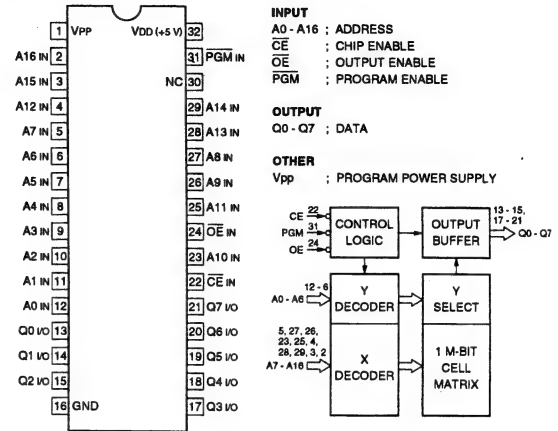 1 VPP VDD (+5 V) 32
A16 IN 2 31 PGM IN
A15 IN 3 NC 30
A12 IN 4 29 A14 IN
A7 IN 5 28 A13 IN
A6 IN 6 27 A8 IN
A5 IN 7 26 A9 IN
A4 IN 8 25 A11 IN
A3 IN 9 24 OE IN
A2 IN 10 23 A10 IN
A1 IN 11 22 CE IN
A0 IN 12 21 Q7 I/O
Q0 I/O 13 20 Q6 I/O
Q1 I/O 14 19 Q5 I/O
Q2 I/O 15 18 Q4 I/O
16 GND 17 Q3 I/O
INPUT
A0 - A16 ; ADDRESS
CE ; CHIP ENABLE
OE ; OUTPUT ENABLE
PGM ; PROGRAM ENABLE
OUTPUT
Q0 - Q7 ; DATA
OTHER
Vpp ; PROGRAM POWER SUPPLY
CE 22
PGM 31
OE 24
CONTROL
LOGIC
OUTPUT
BUFFER
13 - 15,
17 - 21
Q0 - Q7
12 - 6
A0 - A6
Y
DECODER
Y
SELECT
5, 27, 26,
23, 25, 4,
28, 29, 3, 2
A7 - A16
X
DECODER
1 M-BIT
CELL
MATRIX